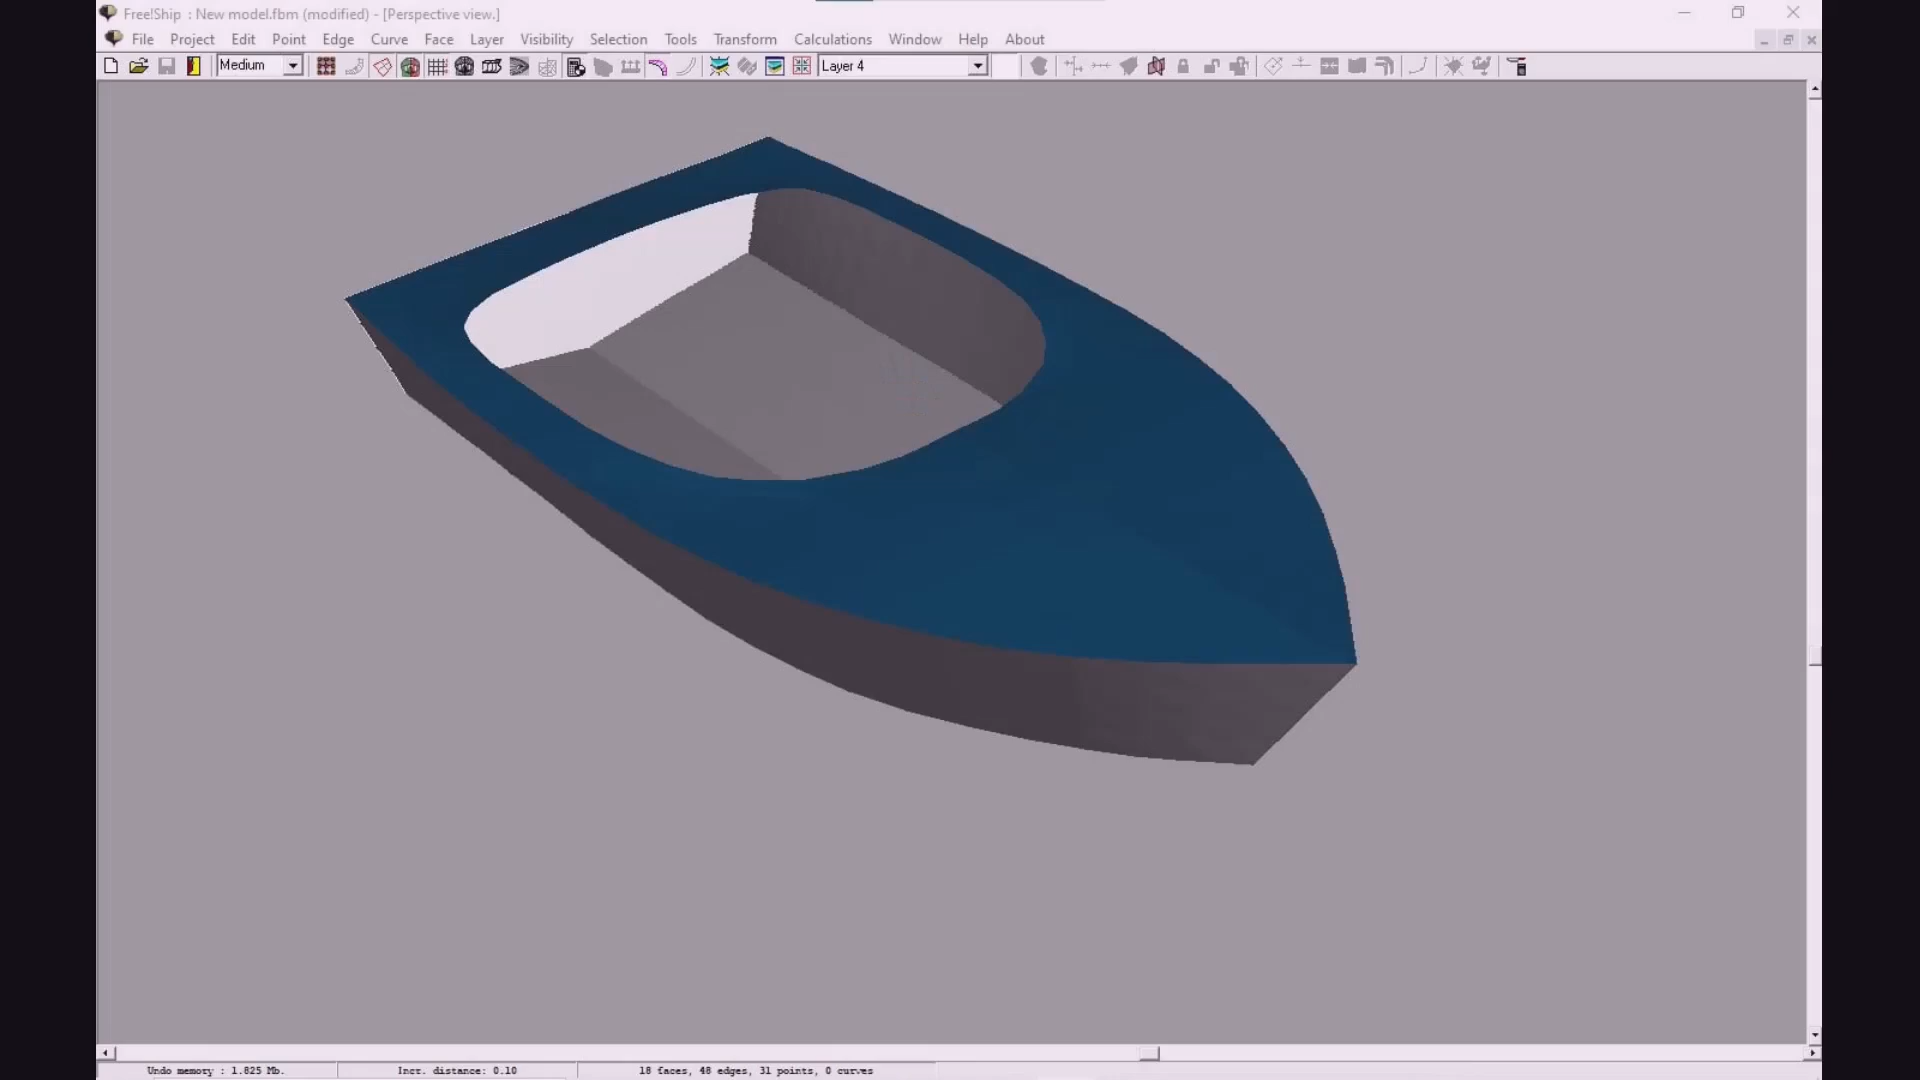 Free!Ship : New model.fbm (modified) - [Perspective view.]
File Project Edit Point Edge Curve Face Layer Visibility Selection Tools Transform Calculations Window Help About
Medium Layer 4
Undo memory : 1.825 Mb. Incr. distance: 0.10 18 faces, 48 edges, 31 points, 0 curves